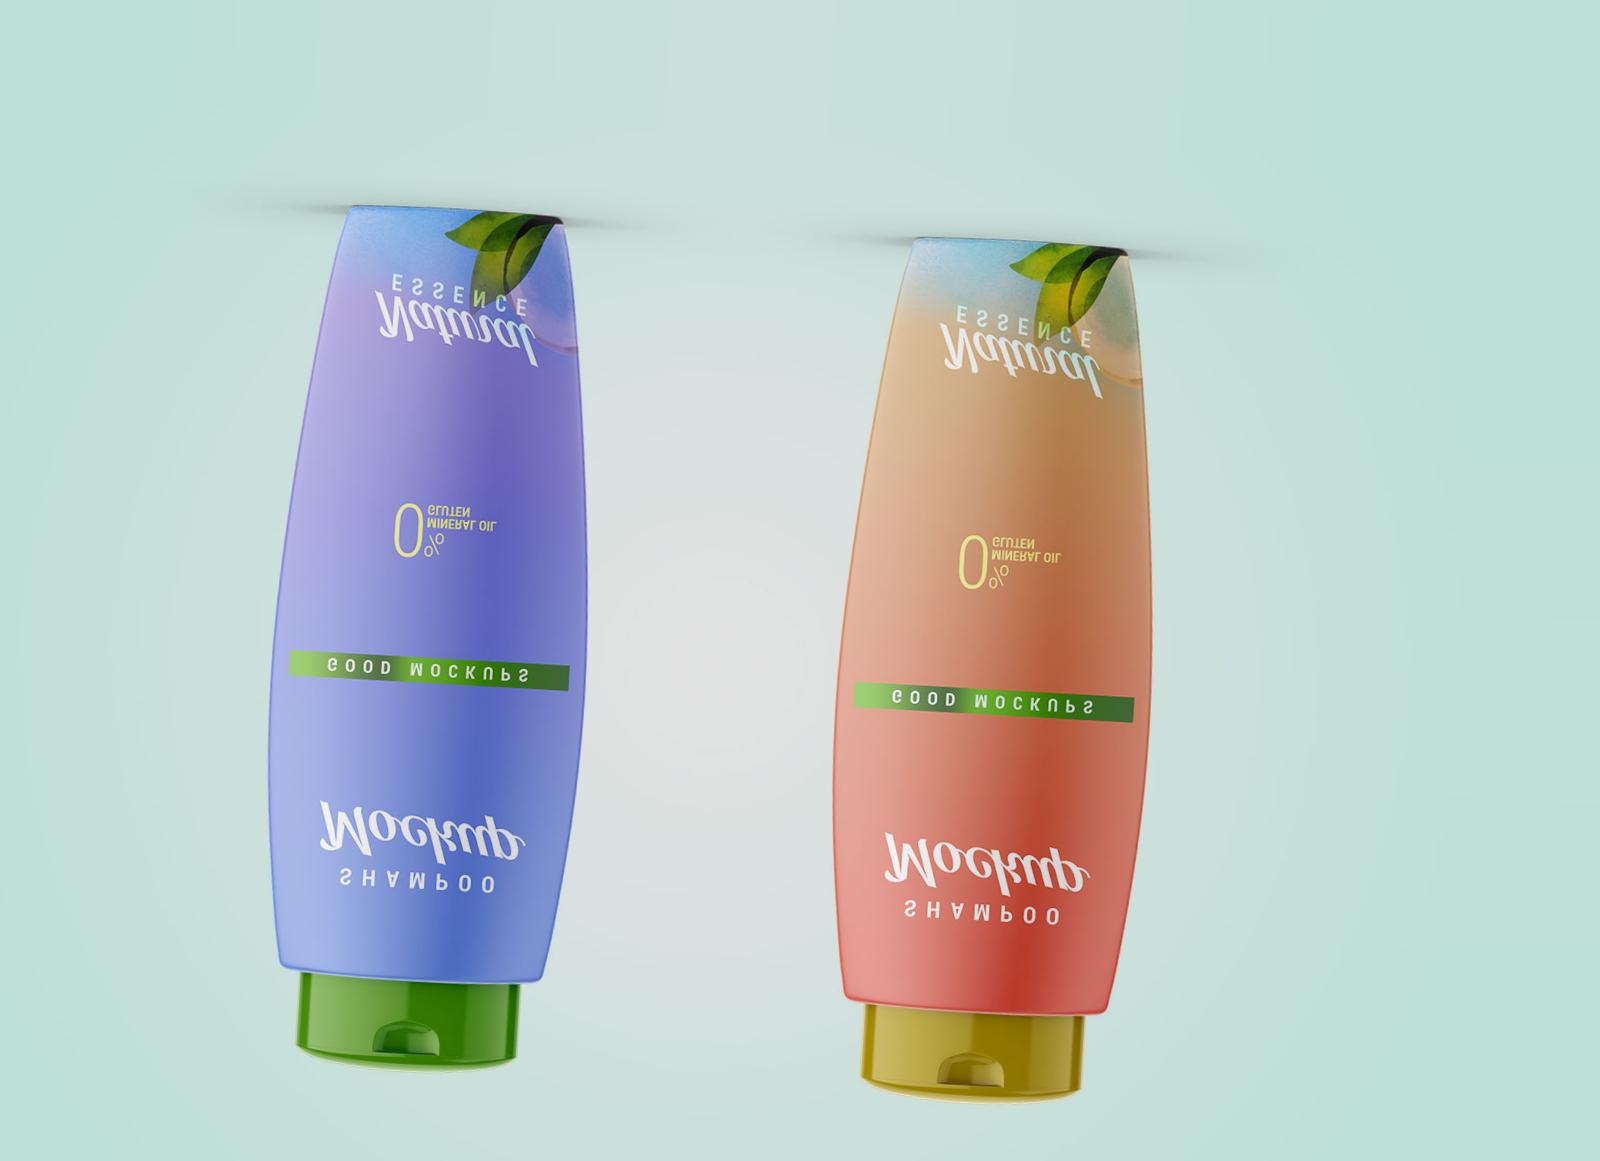 SHAMPOO
Mockup
GOOD MOCKUPS
0%
MINERAL OIL
GLUTEN
Natural
ESSENCE
SHAMPOO
Mockup
GOOD MOCKUPS
0%
MINERAL OIL
GLUTEN
Natural
ESSENCE